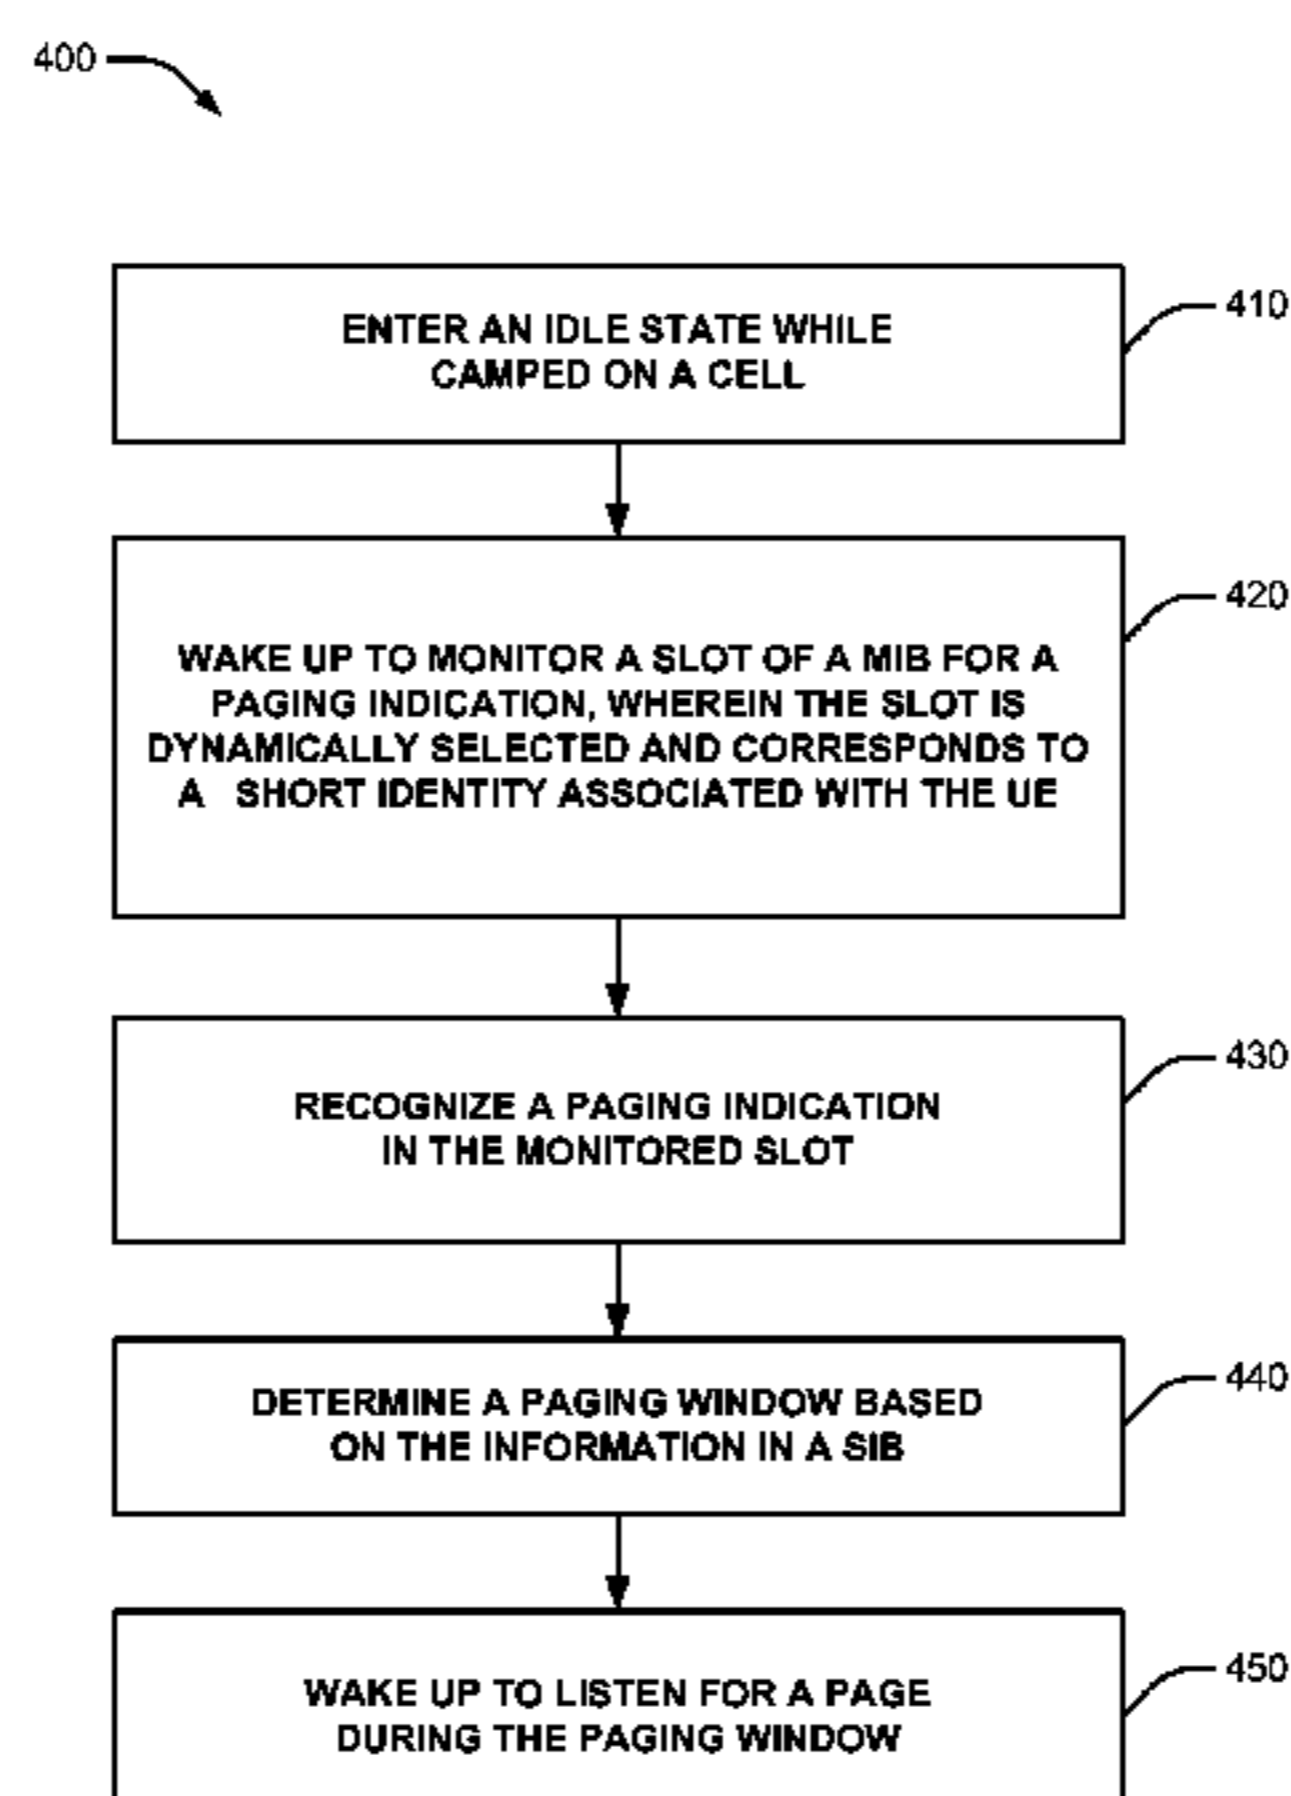 400
ENTER AN IDLE STATE WHILE
CAMPED ON A CELL
410
WAKE UP TO MONITOR A SLOT OF A MIB FOR A
PAGING INDICATION, WHEREIN THE SLOT IS
DYNAMICALLY SELECTED AND CORRESPONDS TO
A SHORT IDENTITY ASSOCIATED WITH THE UE
420
RECOGNIZE A PAGING INDICATION
IN THE MONITORED SLOT
430
DETERMINE A PAGING WINDOW BASED
ON THE INFORMATION IN A SIB
440
WAKE UP TO LISTEN FOR A PAGE
DURING THE PAGING WINDOW
450